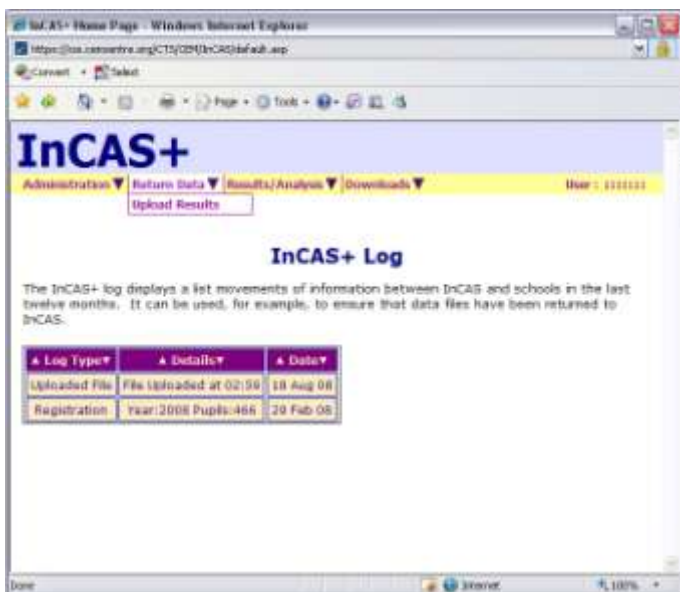 InCAS+ Home Page - Windows Internet Explorer
Convert Select
Page Tools
InCAS+
Administration▼ Return Data▼ Results/Analysis▼ Downloads▼ User : 1111111
Upload Results
InCAS+ Log
The InCAS+ log displays a list movements of information between InCAS and schools in the last
twelve months. It can be used, for example, to ensure that data files have been returned to
InCAS.
▲ Log Type▼ ▲ Details▼ ▲ Date▼
Uploaded File File Uploaded at 02:59 18 Aug 08
Registration Year:2008 Pupils:466 20 Feb 08
Done Internet 100%